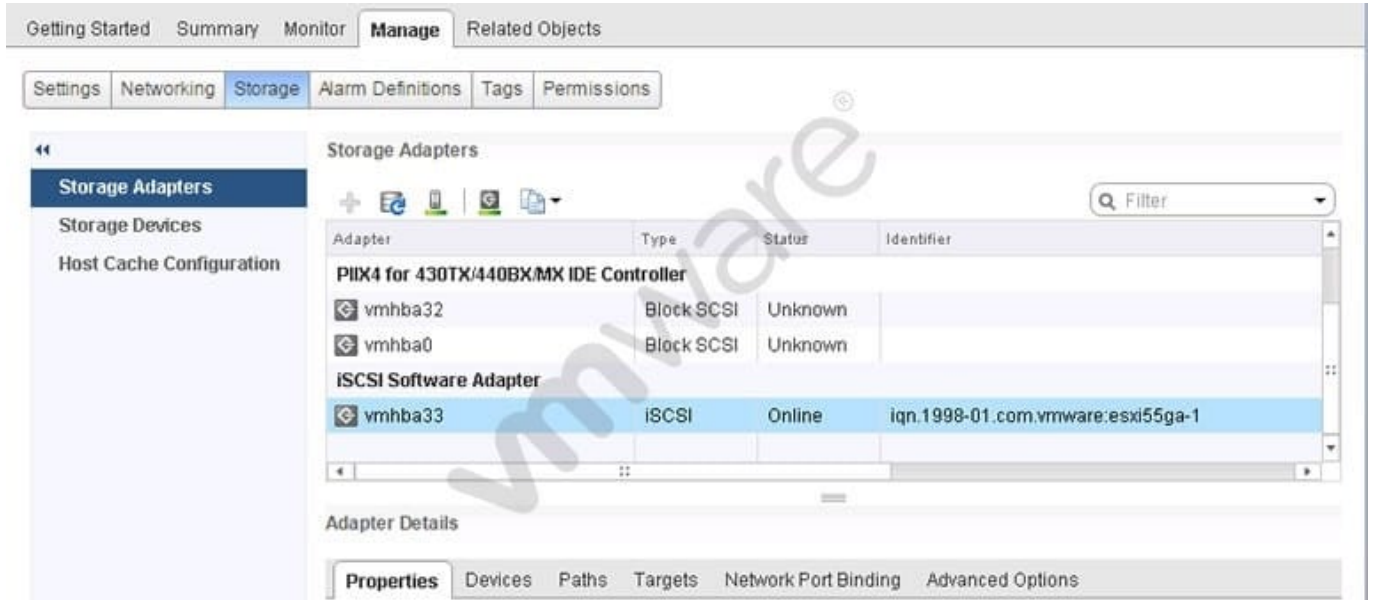 Getting Started Summary Monitor Manage Related Objects
Settings Networking Storage Alarm Definitions Tags Permissions
Storage Adapters
Storage Devices
Host Cache Configuration
Storage Adapters
Filter
Adapter Type Status Identifier
PIIX4 for 430TX/440BX/MX IDE Controller
vmhba32 Block SCSI Unknown
vmhba0 Block SCSI Unknown
iSCSI Software Adapter
vmhba33 iSCSI Online iqn.1998-01.com.vmware:esxi55ga-1
Adapter Details
Properties Devices Paths Targets Network Port Binding Advanced Options
vmware®